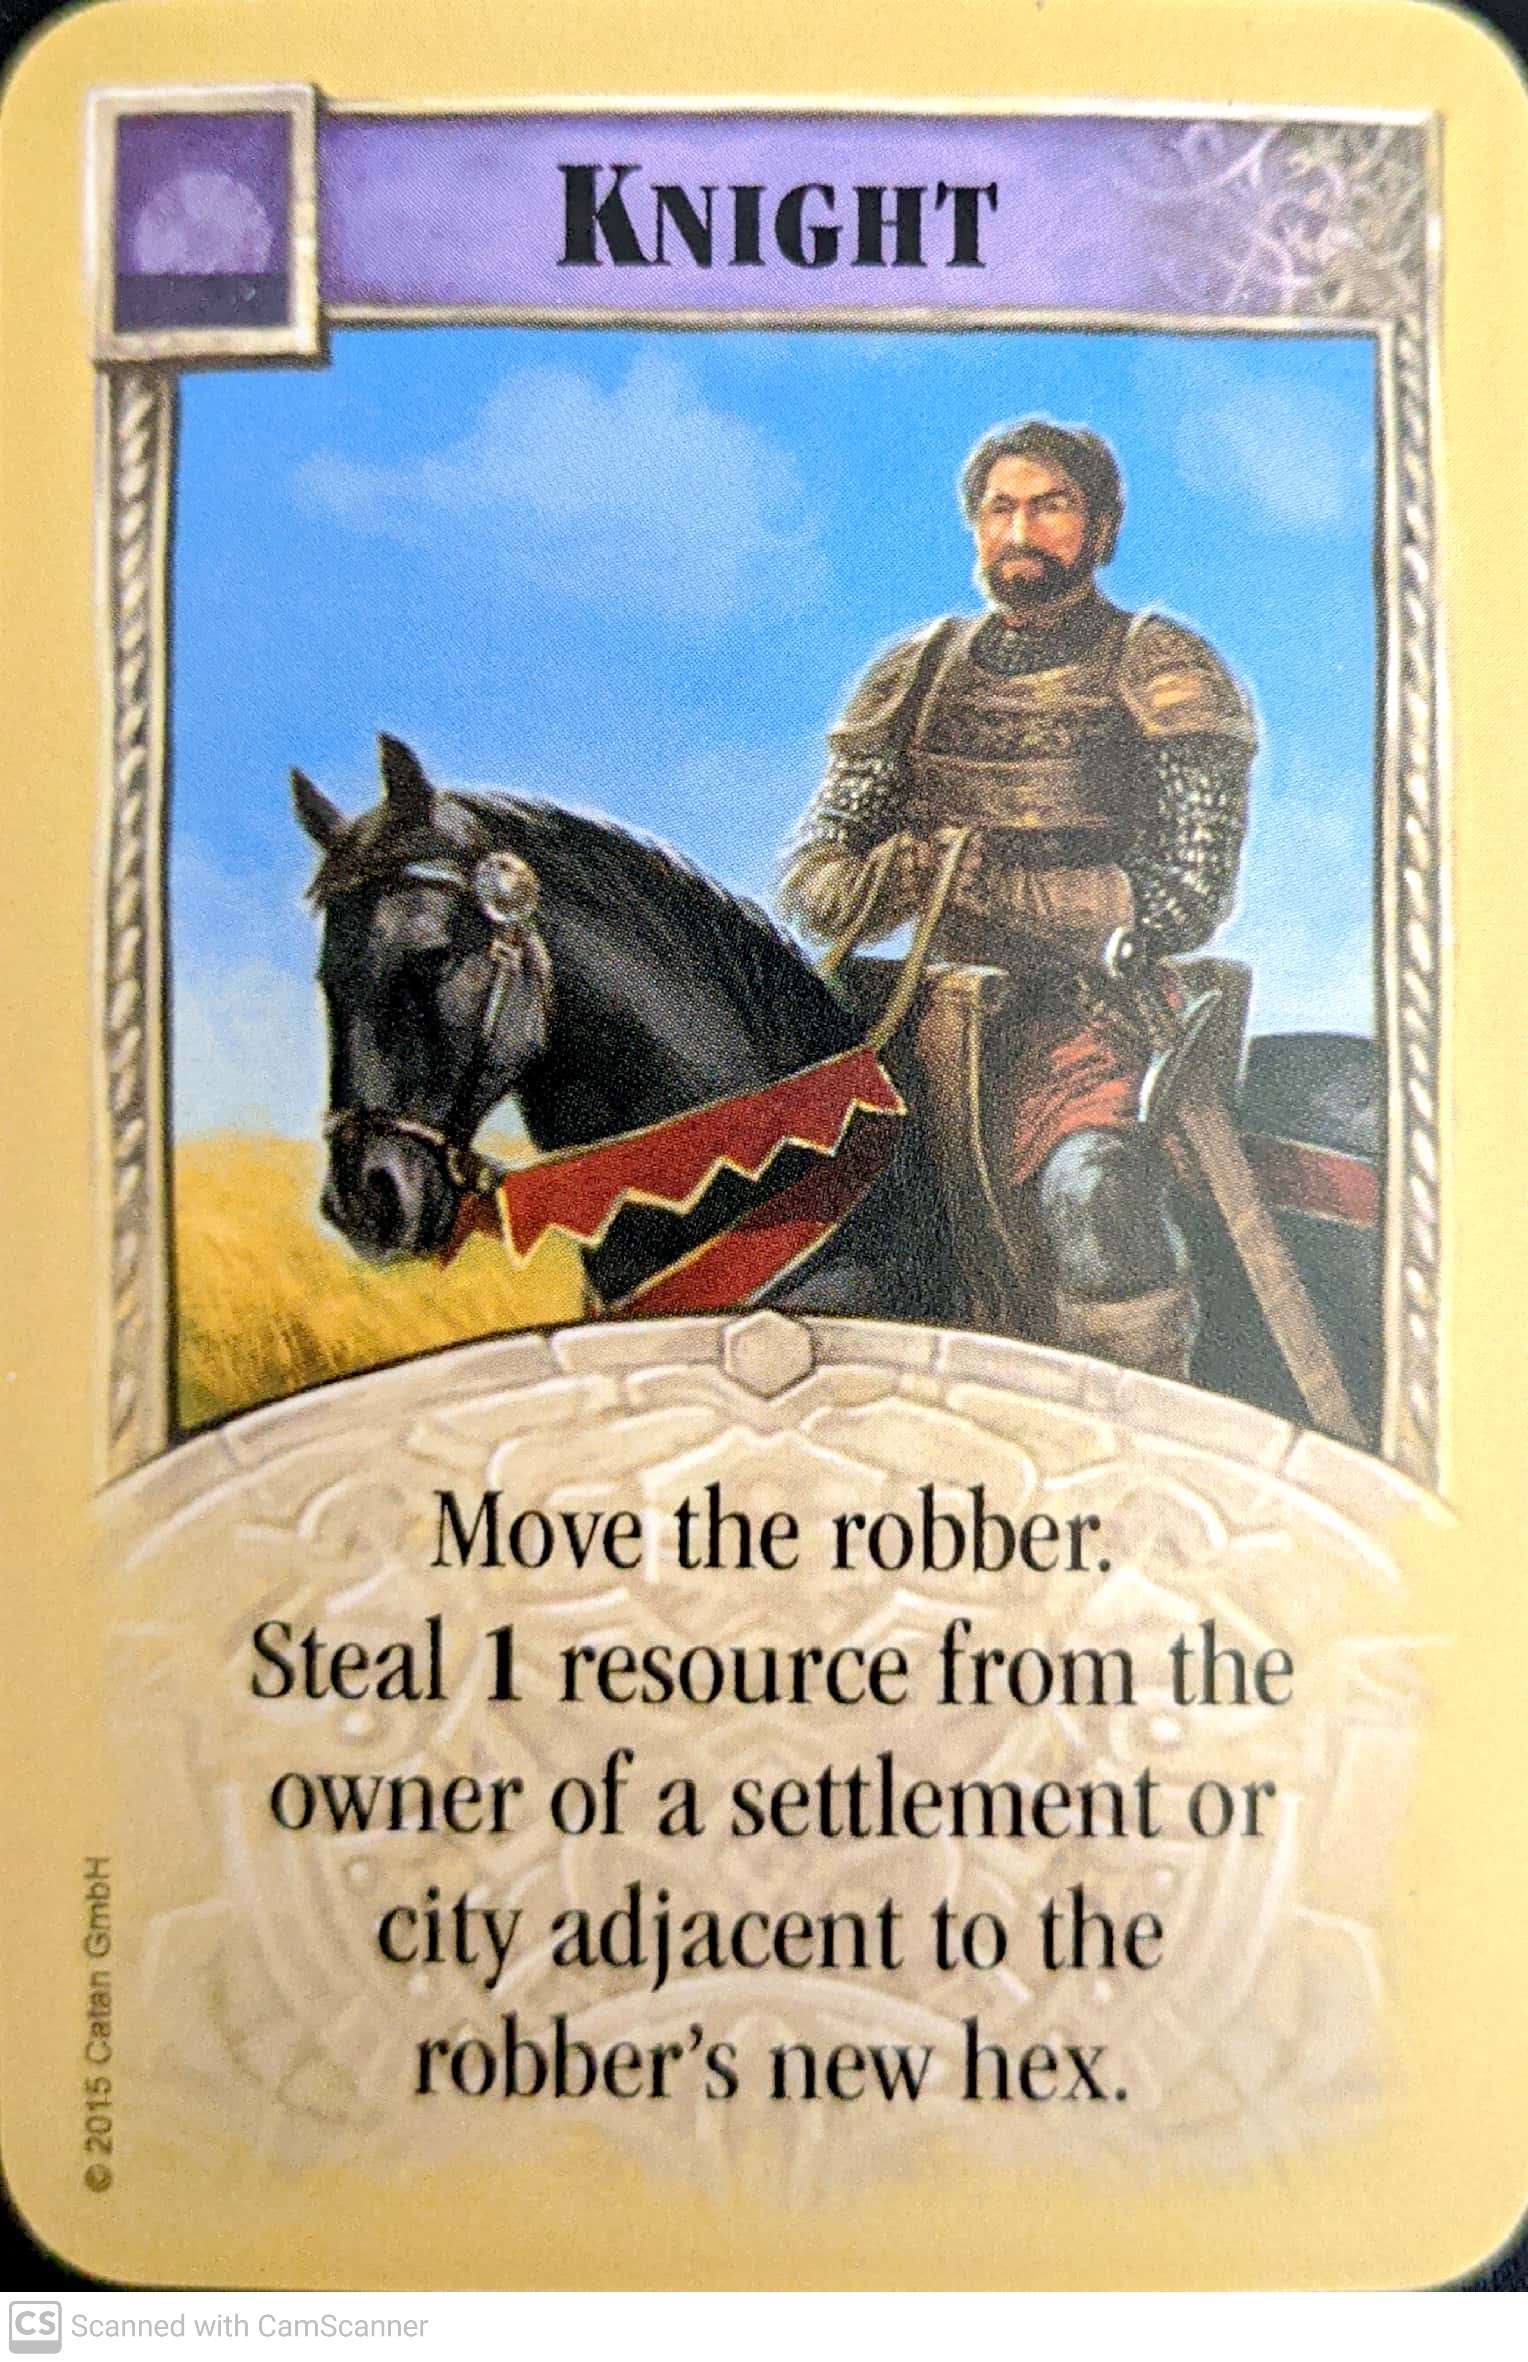 KNIGHT
Move the robber.
Steal 1 resource from the
owner of a settlement or
city adjacent to the
robber's new hex.
© 2015 Catan GmbH
CS Scanned with CamScanner